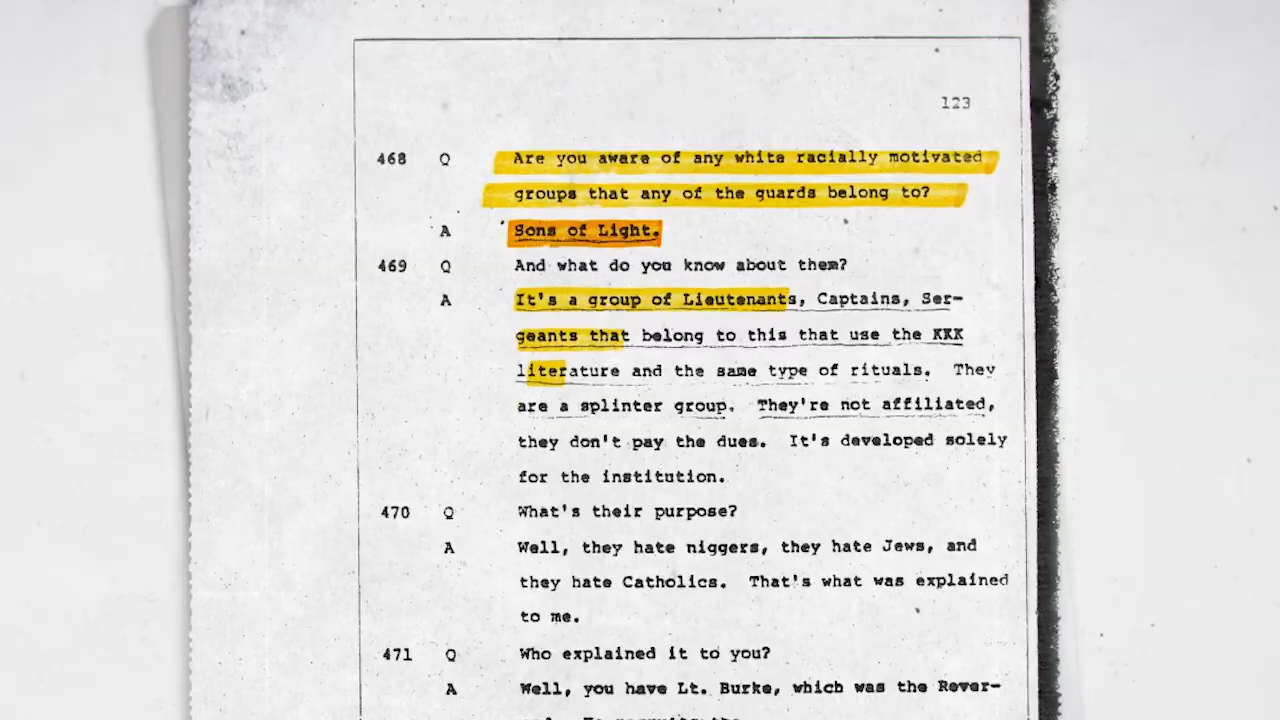 123
468 Q Are you aware of any white racially motivated
groups that any of the guards belong to?
A Sons of Light.
469 Q And what do you know about them?
A It's a group of Lieutenants, Captains, Ser-
geants that belong to this that use the KKK
literature and the same type of rituals. They
are a splinter group. They're not affiliated,
they don't pay the dues. It's developed solely
for the institution.
470 Q What's their purpose?
A Well, they hate niggers, they hate Jews, and
they hate Catholics. That's what was explained
to me.
471 Q Who explained it to you?
A Well, you have Lt. Burke, which was the Rever-